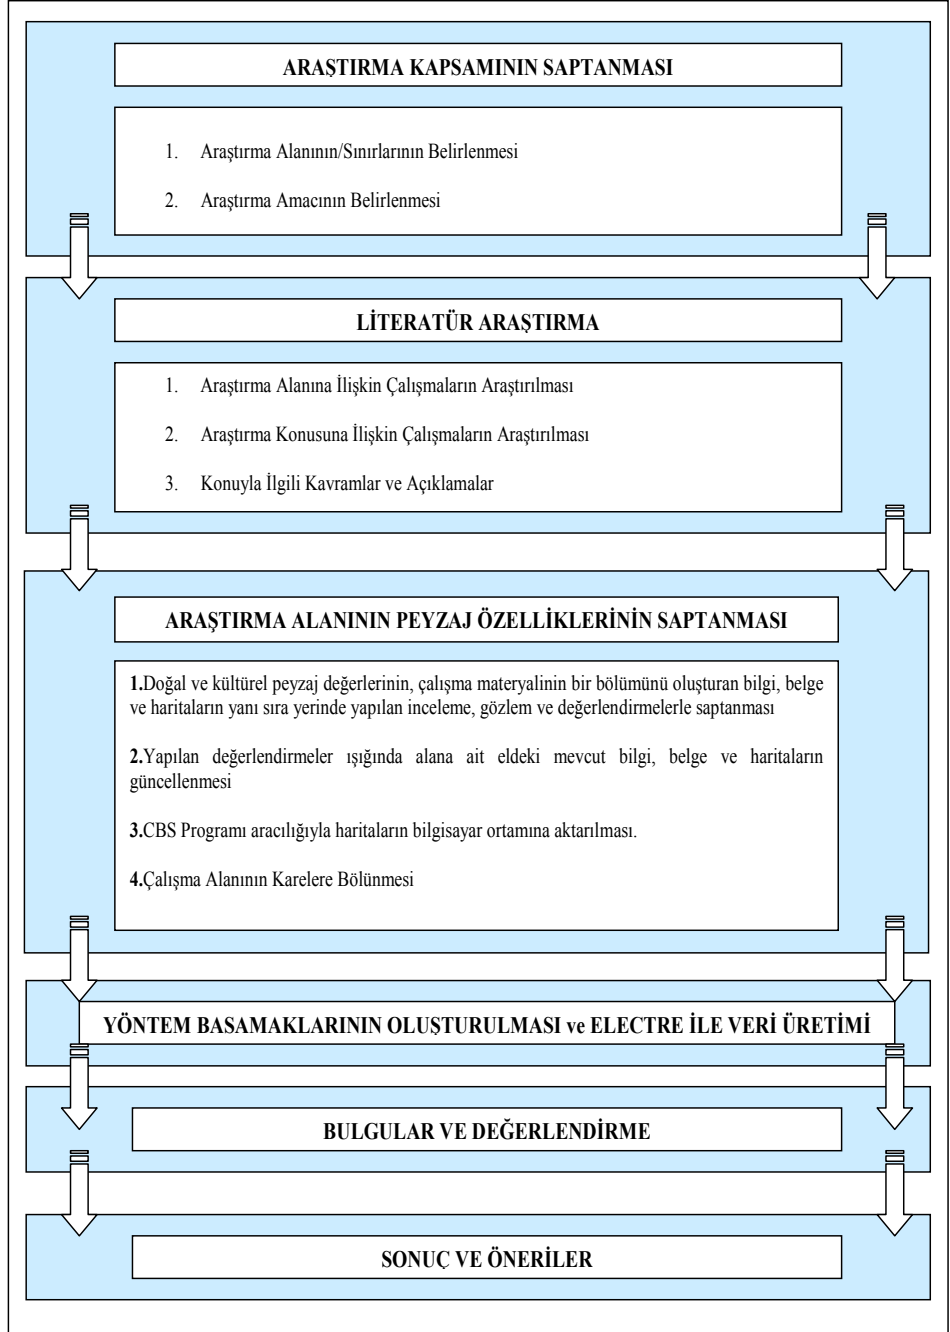 ARAŞTIRMA KAPSAMININ SAPTANMASI
1. Araştırma Alanının/Sınırlarının Belirlenmesi
2. Araştırma Amacının Belirlenmesi
LİTERATÜR ARAŞTIRMA
1. Araştırma Alanına İlişkin Çalışmaların Araştırılması
2. Araştırma Konusuna İlişkin Çalışmaların Araştırılması
3. Konuyla İlgili Kavramlar ve Açıklamalar
ARAŞTIRMA ALANININ PEYZAJ ÖZELLİKLERİNİN SAPTANMASI
1.Doğal ve kültürel peyzaj değerlerinin, çalışma materyalinin bir bölümünü oluşturan bilgi, belge
ve haritaların yanı sıra yerinde yapılan inceleme, gözlem ve değerlendirmelerle saptanması
2.Yapılan değerlendirmeler ışığında alana ait eldeki mevcut bilgi, belge ve haritaların
güncellenmesi
3.CBS Programı aracılığıyla haritaların bilgisayar ortamına aktarılması.
4.Çalışma Alanının Karelere Bölünmesi
YÖNTEM BASAMAKLARININ OLUŞTURULMASI ve ELECTRE İLE VERİ ÜRETİMİ
BULGULAR VE DEĞERLENDİRME
SONUÇ VE ÖNERİLER